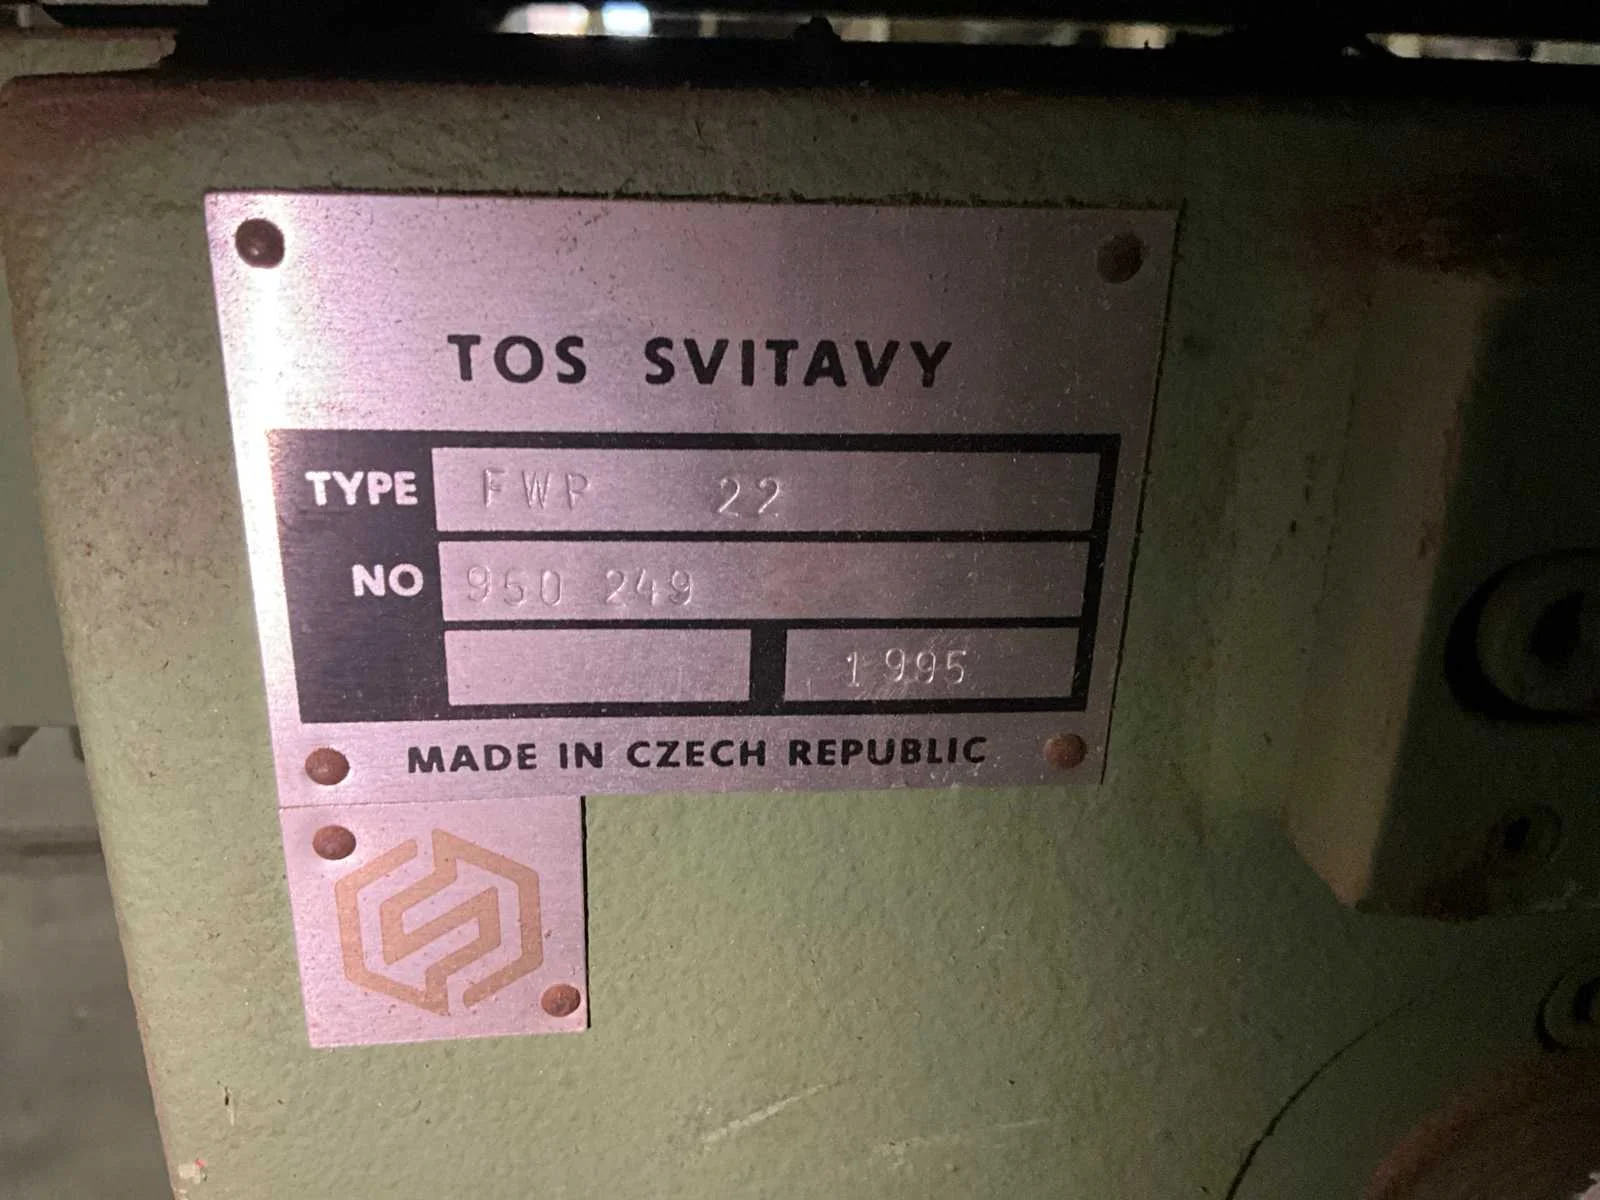 TOS SVITAVY
TYPE FWP 22
NO 950 249
1995
MADE IN CZECH REPUBLIC